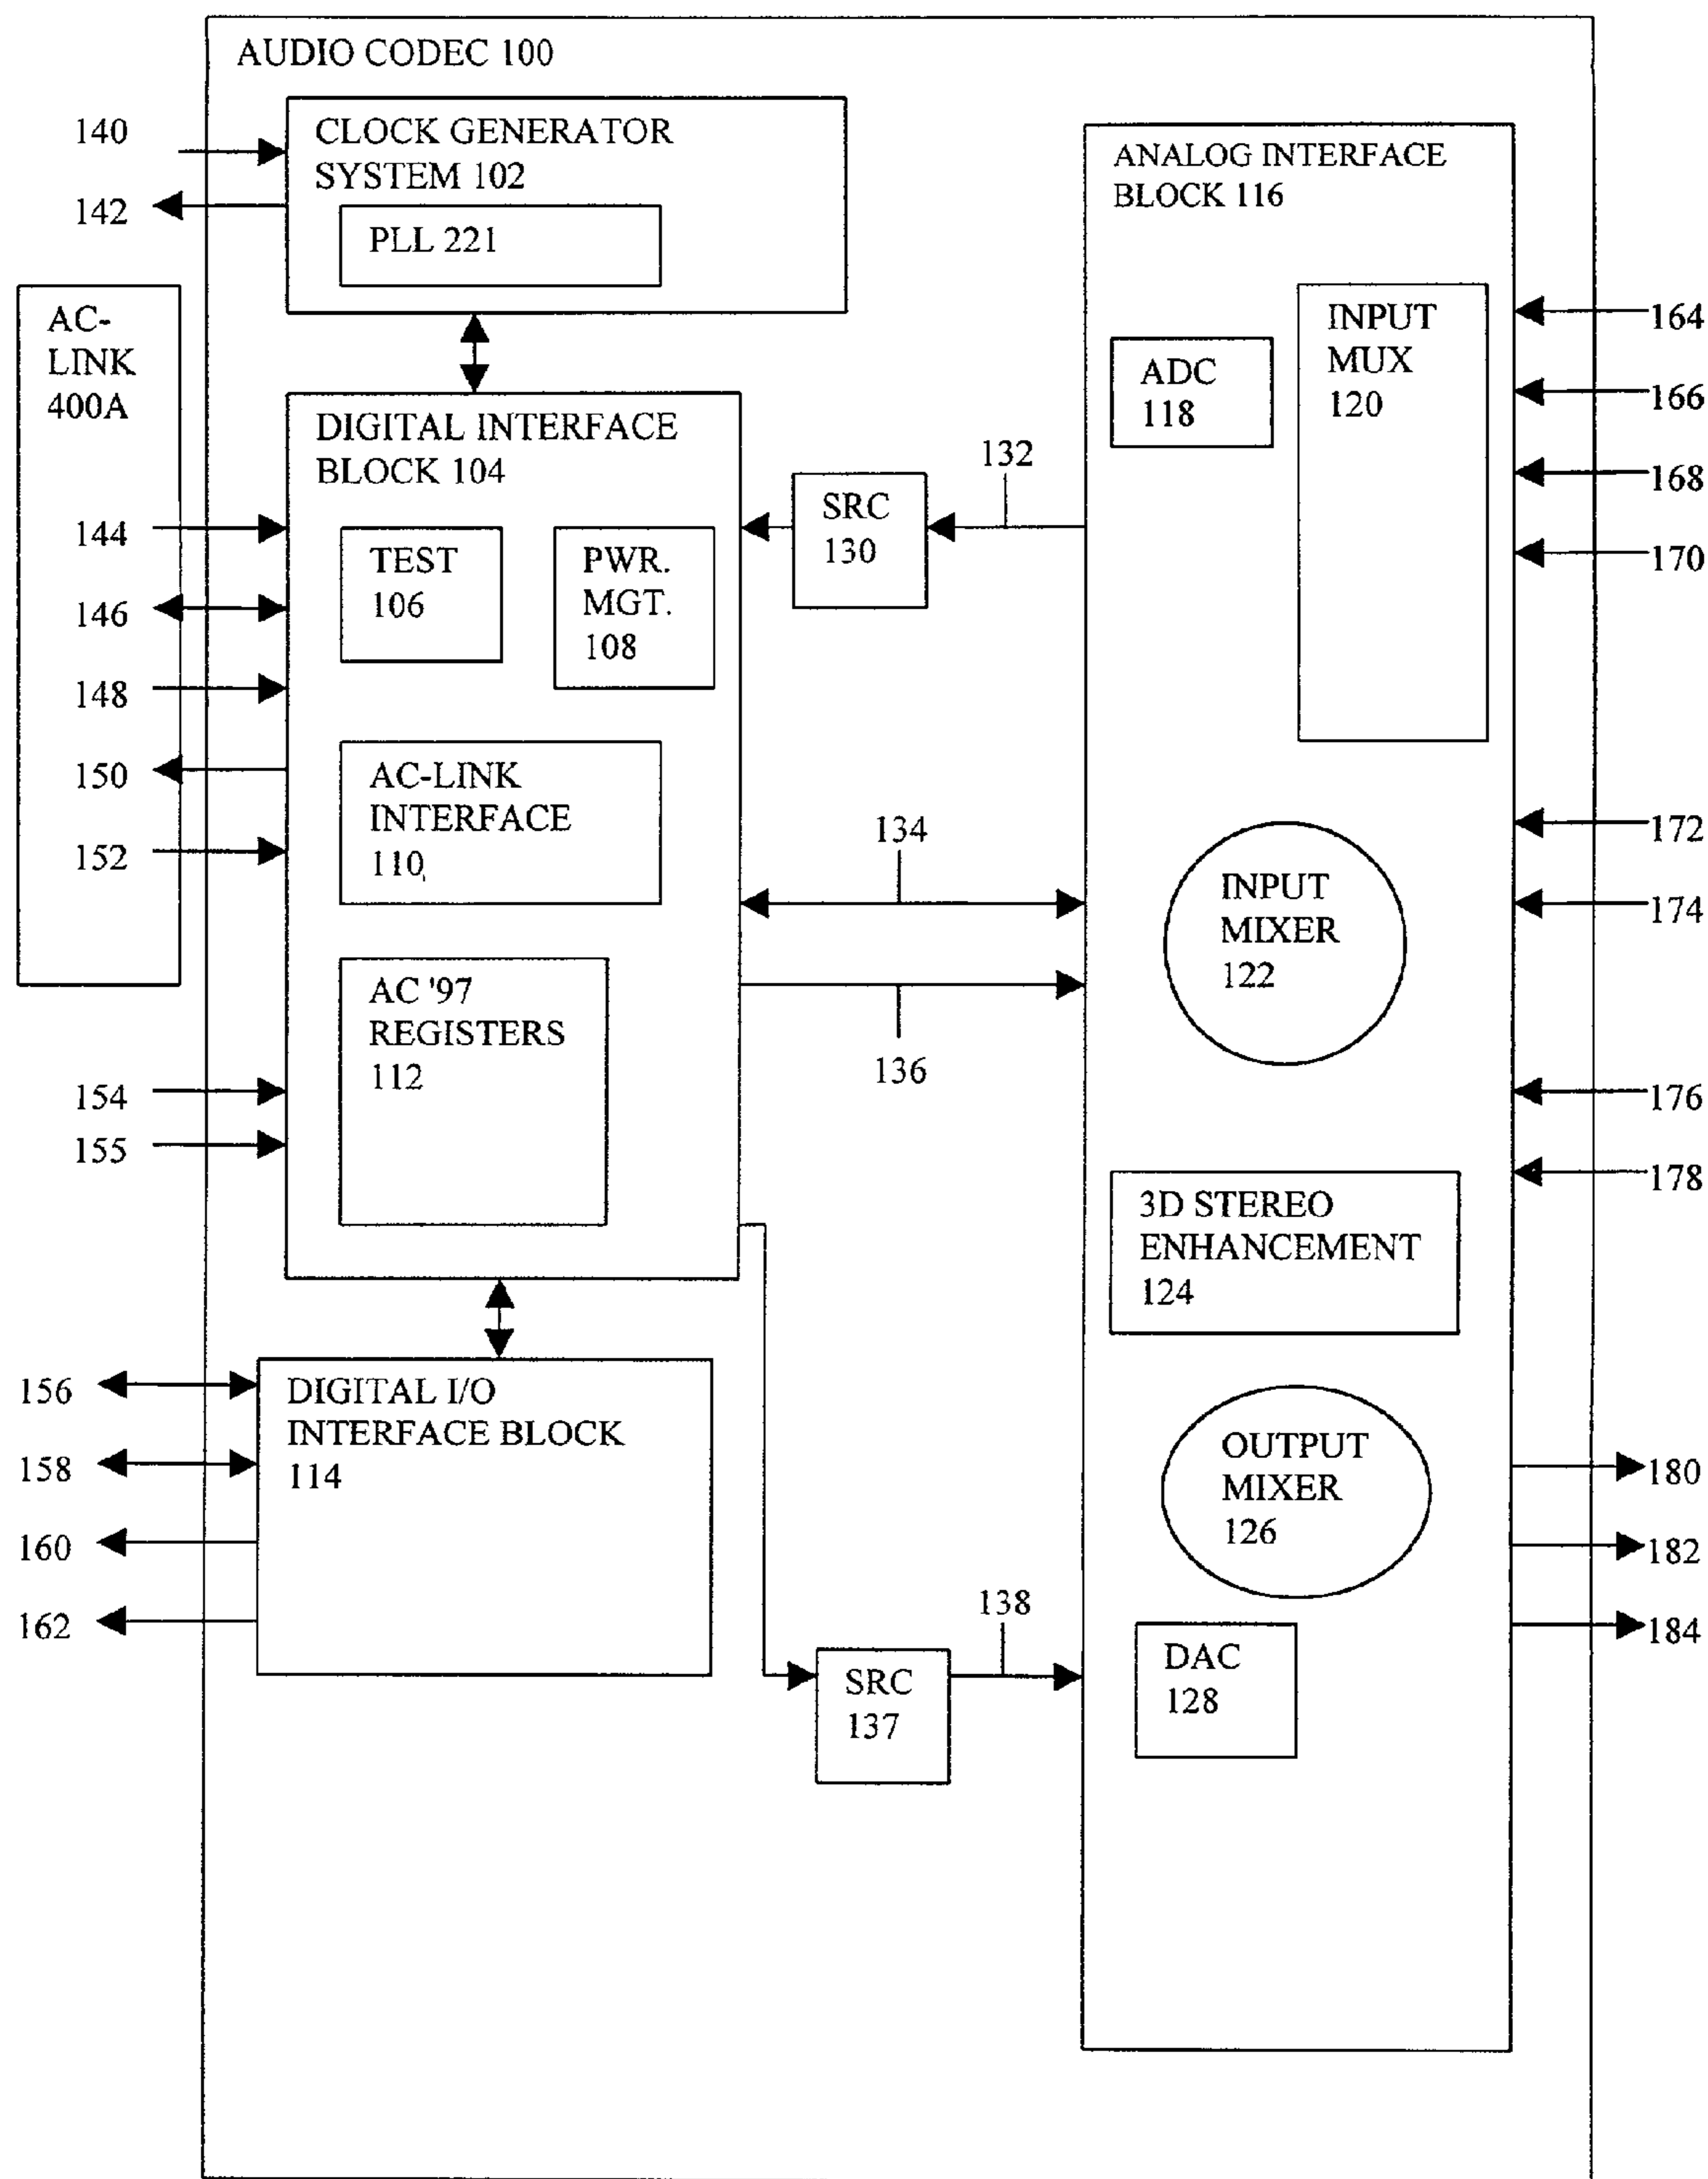 AUDIO CODEC 100
140
142
CLOCK GENERATOR
SYSTEM 102
PLL 221
AC-
LINK
400A
144
146
148
150
152
DIGITAL INTERFACE
BLOCK 104
TEST
106
PWR.
MGT.
108
AC-LINK
INTERFACE
110
AC '97
REGISTERS
112
154
155
156
158
160
162
DIGITAL I/O
INTERFACE BLOCK
114
SRC
130
132
134
136
SRC
137
138
ANALOG INTERFACE
BLOCK 116
ADC
118
INPUT
MUX
120
INPUT
MIXER
122
3D STEREO
ENHANCEMENT
124
OUTPUT
MIXER
126
DAC
128
164
166
168
170
172
174
176
178
180
182
184